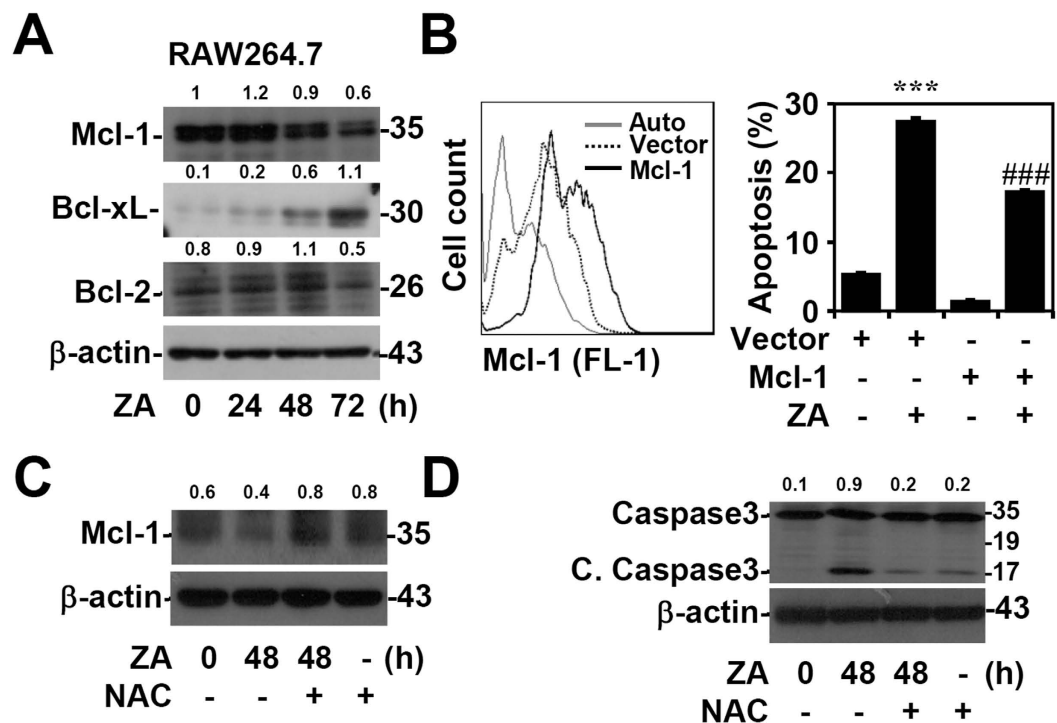 A
RAW264.7
1 1.2 0.9 0.6
Mcl-1- -35
0.1 0.2 0.6 1.1
Bcl-xL- -30
0.8 0.9 1.1 0.5
Bcl-2- -26
β-actin- -43
ZA 0 24 48 72 (h)
B
Cell count
Auto
Vector
Mcl-1
Mcl-1 (FL-1)
Apoptosis (%)
30
20
10
0
***
###
Vector + + - -
Mcl-1 - - + +
ZA - + - +
C
0.6 0.4 0.8 0.8
Mcl-1- -35
β-actin- -43
ZA 0 48 48 - (h)
NAC - - + +
D
0.1 0.9 0.2 0.2
Caspase3- -35
-19
C. Caspase3- -17
β-actin- -43
ZA 0 48 48 - (h)
NAC - - + +